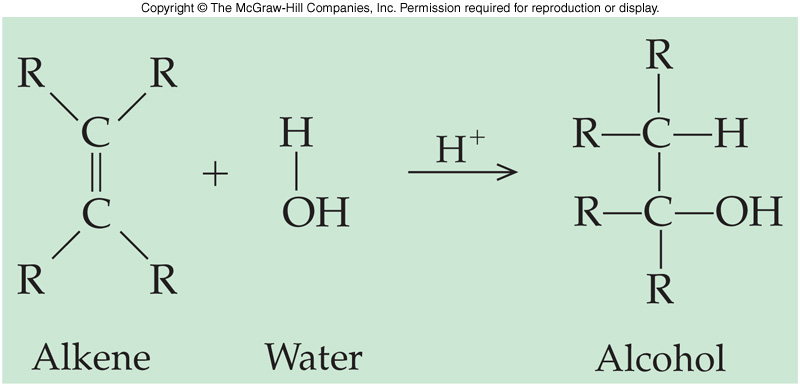 Copyright © The McGraw-Hill Companies, Inc. Permission required for reproduction or display.
R R R
C H H⁺ R—C—H
+
C OH R—C—OH
R R R
Alkene Water Alcohol